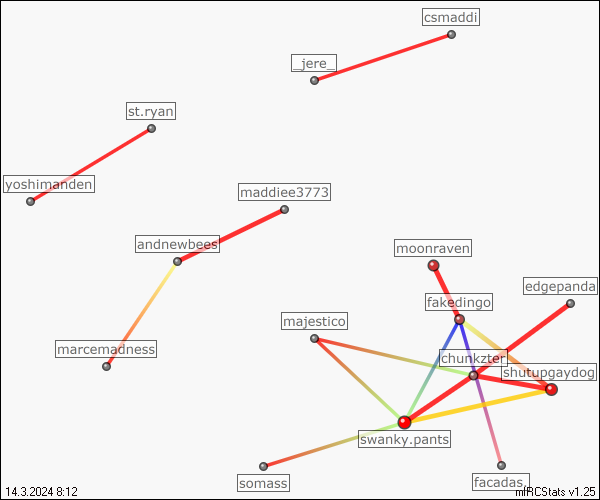 csmaddi
_jere_
st.ryan
yoshimanden
maddiee3773
andnewbees
moonraven
edgepanda
fakedingo
majestico
marcemadness
chunkzter
shutupgaydog
swanky.pants
somass
facadas.
14.3.2024 8:12
mIRCStats v1.25